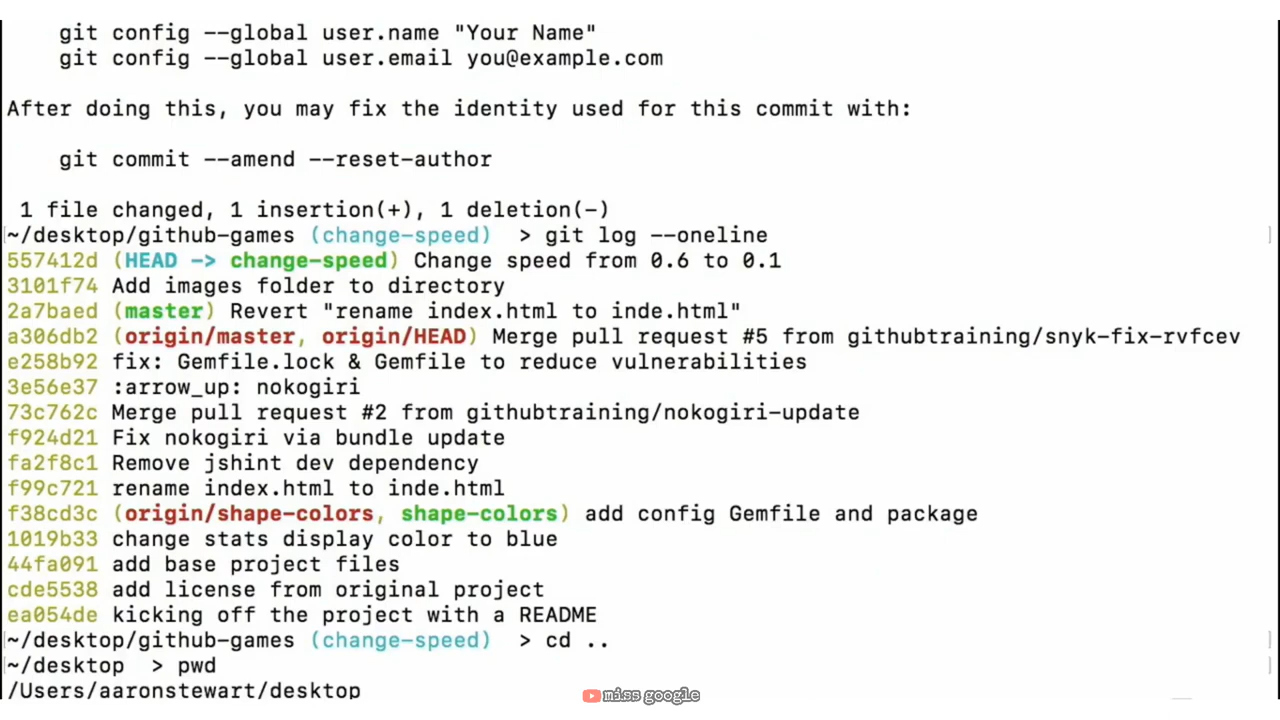 git config --global user.name "Your Name"
git config --global user.email you@example.com
After doing this, you may fix the identity used for this commit with:
git commit --amend --reset-author
1 file changed, 1 insertion(+), 1 deletion(-)
~/desktop/github-games (change-speed) > git log --oneline
557412d (HEAD -> change-speed) Change speed from 0.6 to 0.1
3101f74 Add images folder to directory
2a7baed (master) Revert "rename index.html to inde.html"
a306db2 (origin/master, origin/HEAD) Merge pull request #5 from githubtraining/snyk-fix-rvfcev
e258b92 fix: Gemfile.lock & Gemfile to reduce vulnerabilities
3e56e37 :arrow_up: nokogiri
73c762c Merge pull request #2 from githubtraining/nokogiri-update
f924d21 Fix nokogiri via bundle update
fa2f8c1 Remove jshint dev dependency
f99c721 rename index.html to inde.html
f38cd3c (origin/shape-colors, shape-colors) add config Gemfile and package
1019b33 change stats display color to blue
44fa091 add base project files
cde5538 add license from original project
ea054de kicking off the project with a README
~/desktop/github-games (change-speed) > cd ..
~/desktop > pwd
/Users/aaronstewart/desktop
miss google